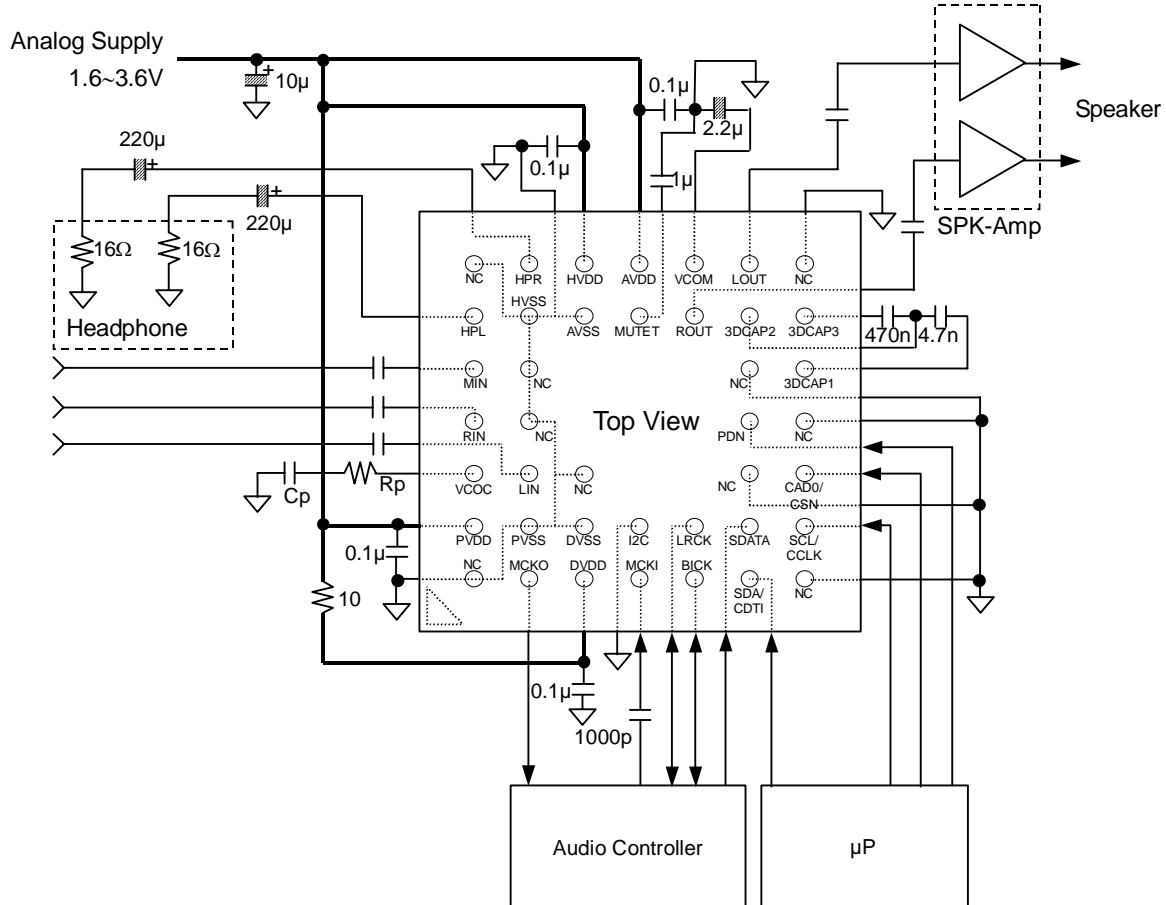 Analog Supply
1.6~3.6V
+
10µ
0.1µ
+
2.2µ
Speaker
220µ
+
0.1µ
1µ
+
220µ
SPK-Amp
16Ω
16Ω
Headphone
NC
HPR
HVDD
AVDD
VCOM
LOUT
NC
HVSS
HPL
AVSS
MUTET
ROUT
3DCAP2
3DCAP3
470n
4.7n
MIN
NC
NC
3DCAP1
RIN
NC
Top View
PDN
NC
Cp
Rp
VCOC
LIN
NC
NC
CAD0/
CSN
0.1µ
PVDD
PVSS
DVSS
I2C
LRCK
SDATA
SCL/
CCLK
NC
MCKO
DVDD
MCKI
BICK
SDA/
CDTI
NC
10
0.1µ
1000p
Audio Controller
µP